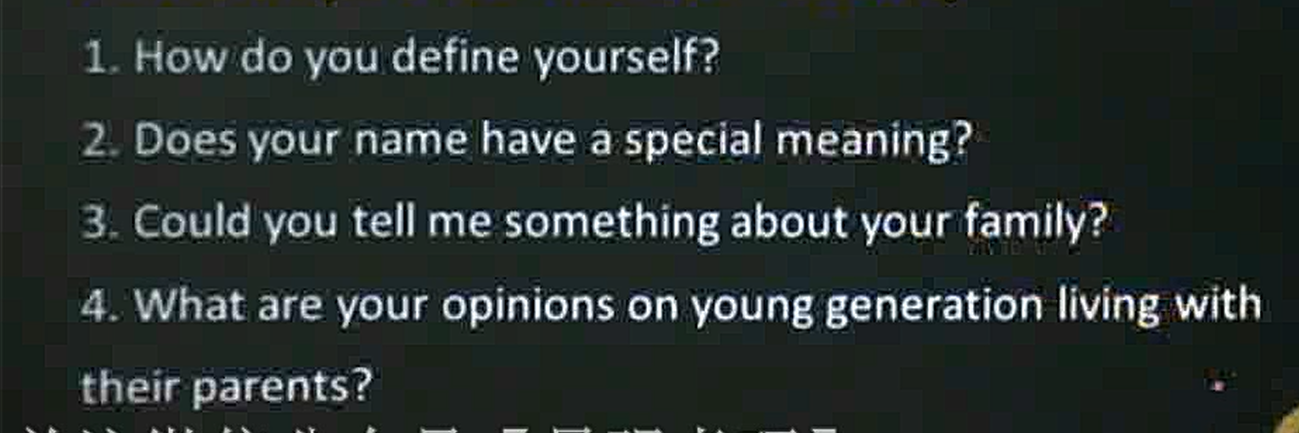 1. How do you define yourself?
2. Does your name have a special meaning?
3. Could you tell me something about your family?
4. What are your opinions on young generation living with
their parents?